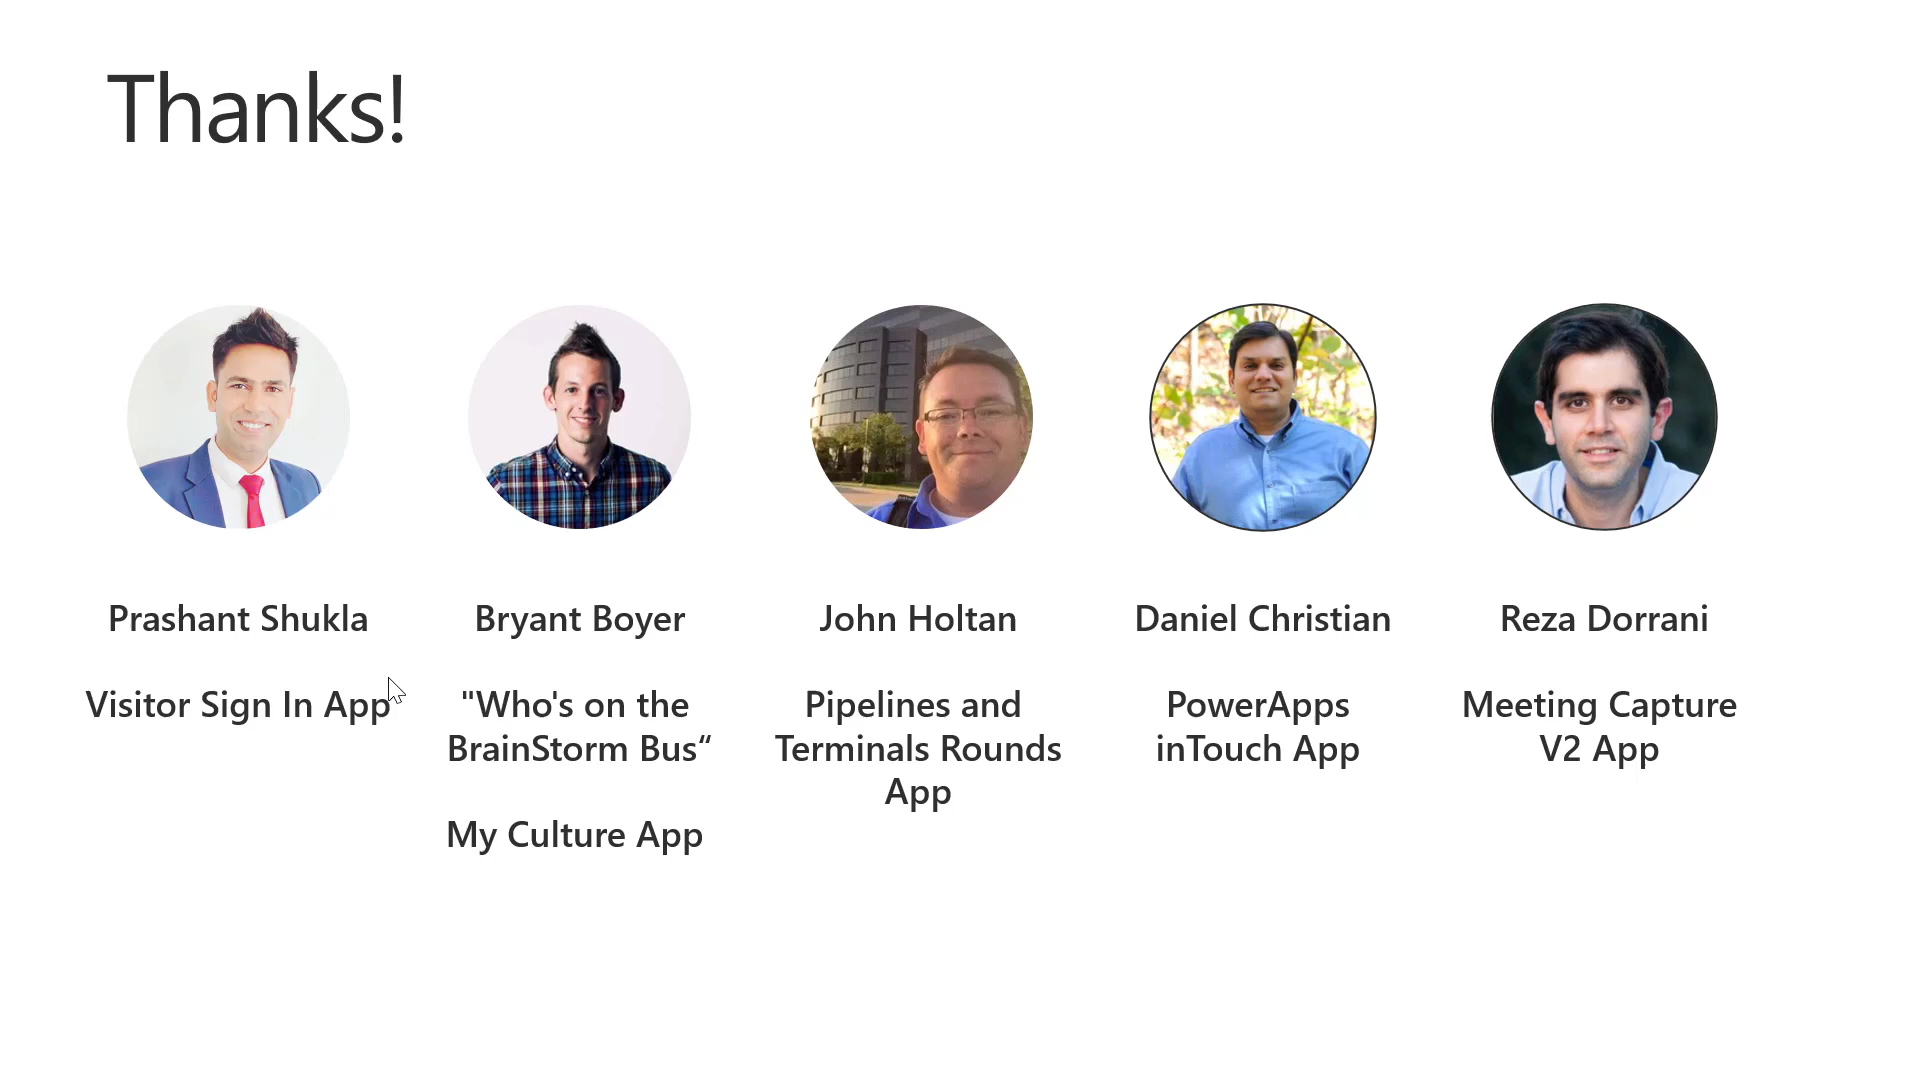 Thanks!
Prashant Shukla
Visitor Sign In App
Bryant Boyer
"Who's on the
BrainStorm Bus“
My Culture App
John Holtan
Pipelines and
Terminals Rounds
App
Daniel Christian
PowerApps
inTouch App
Reza Dorrani
Meeting Capture
V2 App